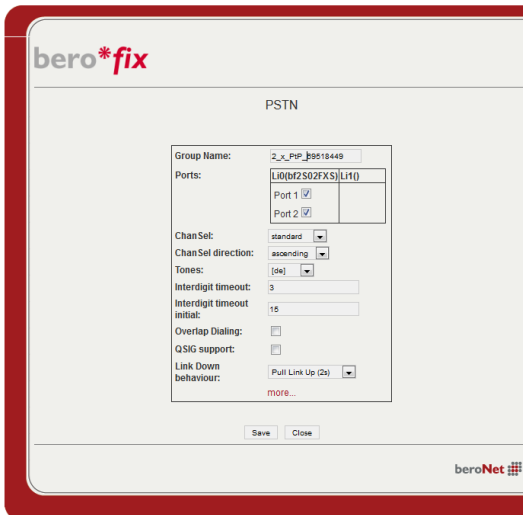 bero*fix
PSTN
Group Name: 2_x_PtP_69518449
Ports: Li0(bf2S02FXS) Li1()
Port 1
Port 2
ChanSel: standard
ChanSel direction: ascending
Tones: [de]
Interdigit timeout: 3
Interdigit timeout initial: 15
Overlap Dialing:
QSIG support:
Link Down behaviour: Pull Link Up (2s)
more...
Save Close
beroNet